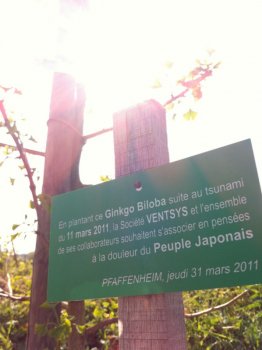 En plantant ce Ginkgo Biloba suite au tsunami
du 11 mars 2011, la Société VENTSYS et l'ensemble
de ses collaborateurs souhaitent s'associer en pensées
à la douleur du Peuple Japonais
PFAFFENHEIM, jeudi 31 mars 2011